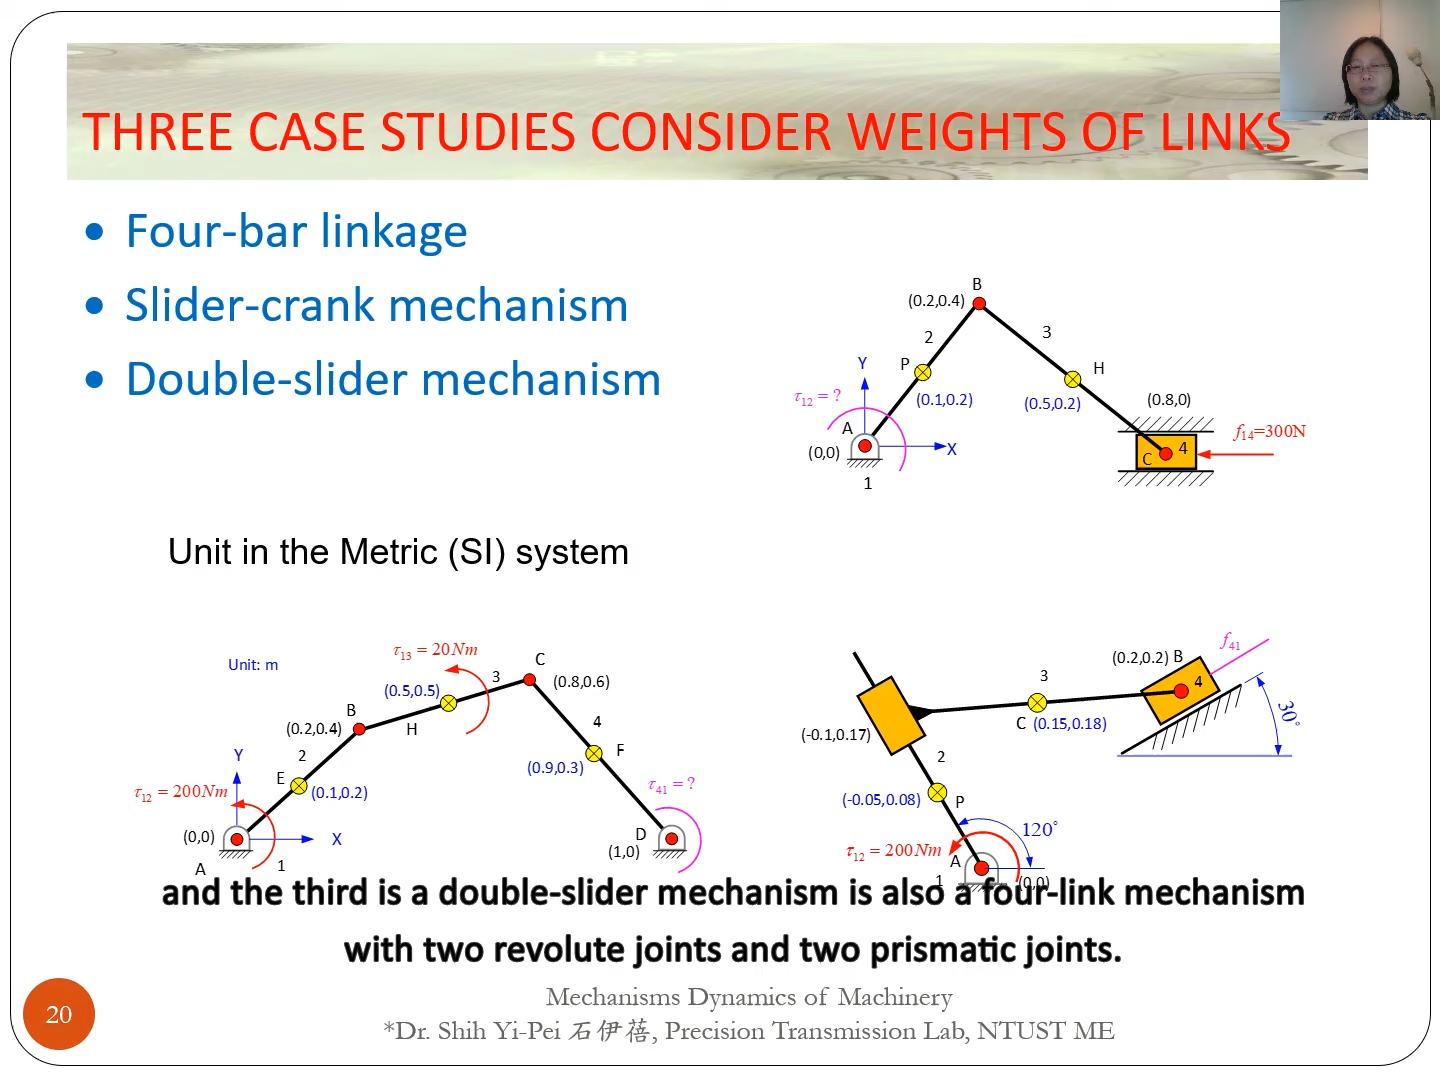 THREE CASE STUDIES CONSIDER WEIGHTS OF LINKS
• Four-bar linkage
• Slider-crank mechanism
• Double-slider mechanism
B
(0.2,0.4)
2
3
Y
P
H
τ12 = ?
(0.1,0.2)
(0.5,0.2)
(0.8,0)
A
f14=300N
(0,0)
X
C
4
1
Unit in the Metric (SI) system
Unit: m
τ13 = 20Nm
C
(0.5,0.5)
3
(0.8,0.6)
B
(0.2,0.4)
H
4
Y
2
E
F
τ12 = 200Nm
(0.1,0.2)
(0.9,0.3)
τ41 = ?
(0,0)
X
D
(1,0)
A
1
f41
(0.2,0.2) B
3
4
(-0.1,0.17)
C (0.15,0.18)
30°
2
(-0.05,0.08)
P
120°
τ12 = 200Nm
A
1
(0,0)
and the third is a double-slider mechanism is also a four-link mechanism
with two revolute joints and two prismatic joints.
20
Mechanisms Dynamics of Machinery
*Dr. Shih Yi-Pei 石伊蓓, Precision Transmission Lab, NTUST ME